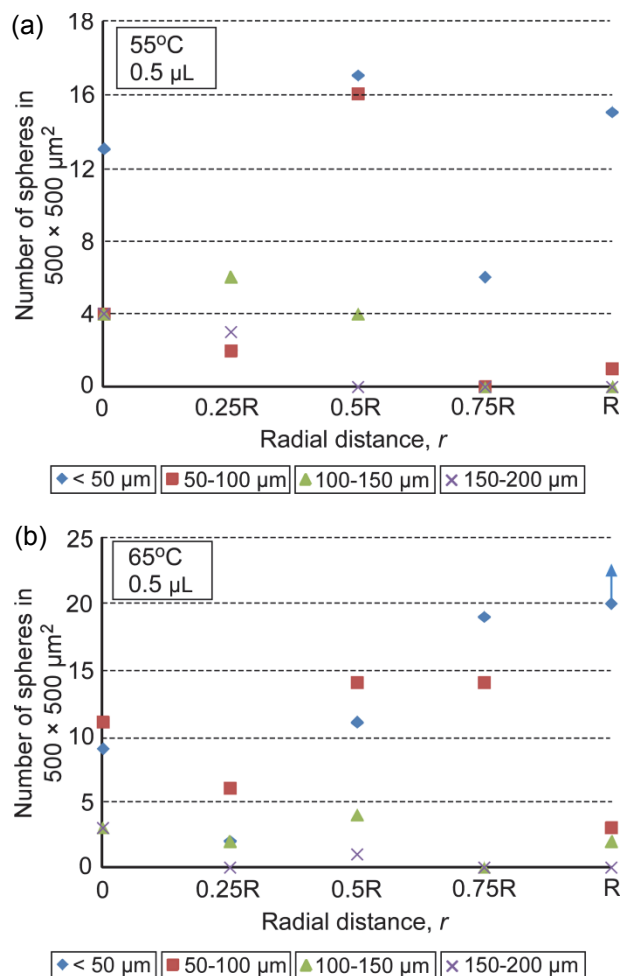 (a)
55°C
0.5 µL
Number of spheres in
500 × 500 µm²
18
16
12
8
4
0
0 0.25R 0.5R 0.75R R
Radial distance, r
< 50 µm 50-100 µm 100-150 µm 150-200 µm
(b)
65°C
0.5 µL
Number of spheres in
500 × 500 µm²
25
20
15
10
5
0
0 0.25R 0.5R 0.75R R
Radial distance, r
< 50 µm 50-100 µm 100-150 µm 150-200 µm